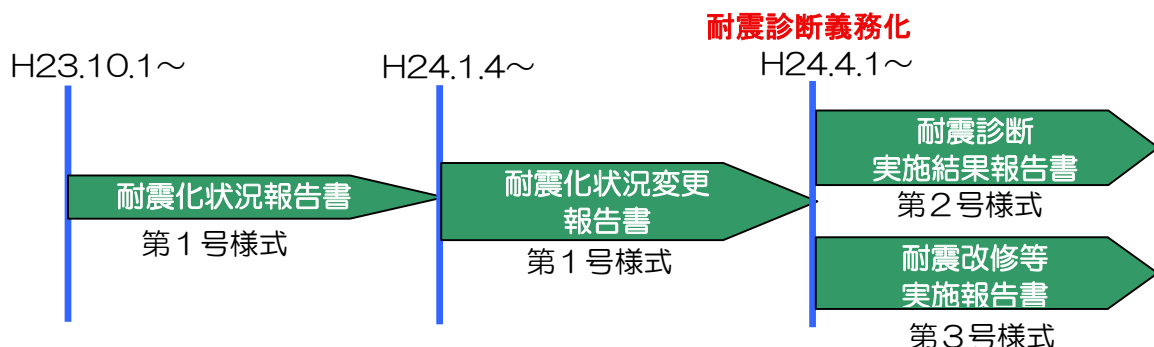 耐震診断義務化
H23.10.1～
H24.1.4～
H24.4.1～
耐震化状況報告書
第１号様式
耐震化状況変更
報告書
第１号様式
耐震診断
実施結果報告書
第２号様式
耐震改修等
実施報告書
第３号様式